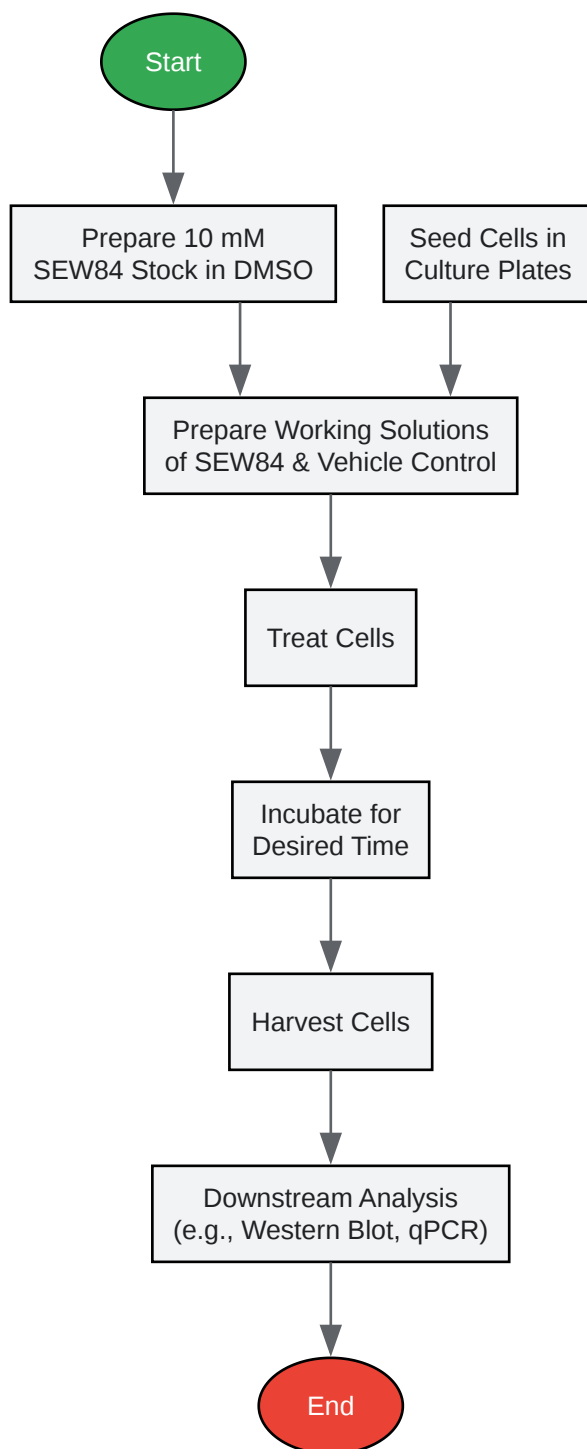 Start
Prepare 10 mM
SEW84 Stock in DMSO
Seed Cells in
Culture Plates
Prepare Working Solutions
of SEW84 & Vehicle Control
Treat Cells
Incubate for
Desired Time
Harvest Cells
Downstream Analysis
(e.g., Western Blot, qPCR)
End